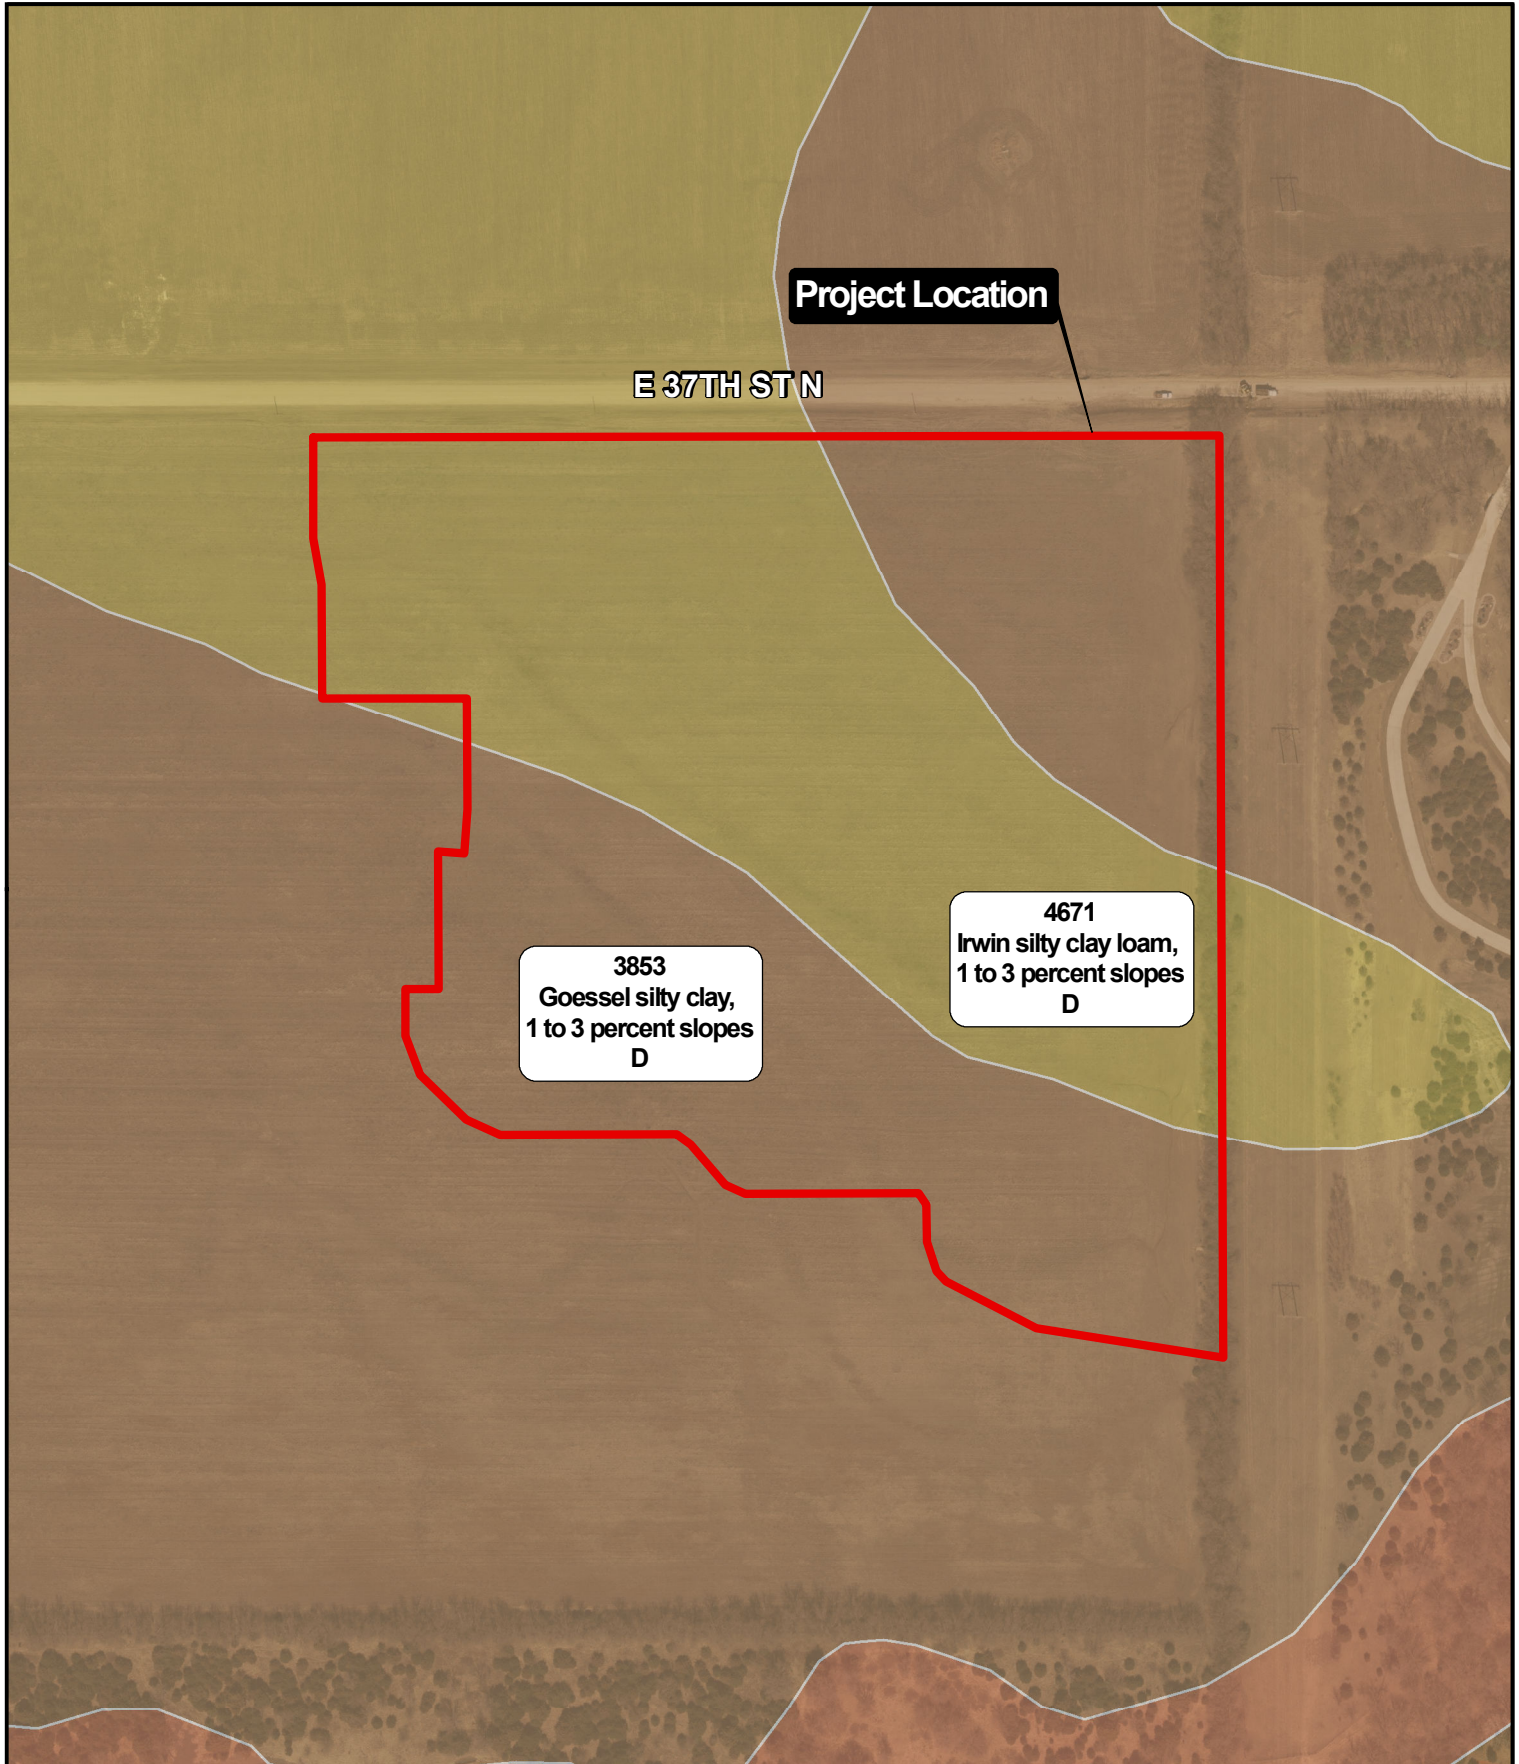 Project Location
E 37TH ST N
4671
Irwin silty clay loam,
1 to 3 percent slopes
D
3853
Goessel silty clay,
1 to 3 percent slopes
D